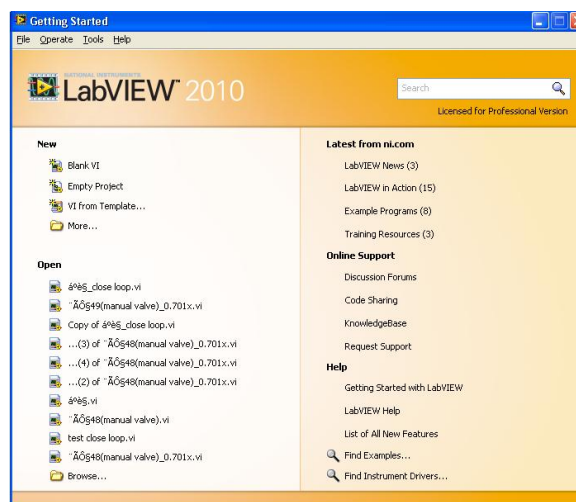 Getting Started
File Operate Tools Help
NATIONAL INSTRUMENTS
LabVIEW™ 2010
Search
Licensed for Professional Version
New
Blank VI
Empty Project
VI from Template...
More...
Open
áºè§_close loop.vi
¨ÃÔ§49(manual valve)_0.701x.vi
Copy of áºè§_close loop.vi
...(3) of ¨ÃÔ§48(manual valve)_0.701x.vi
...(4) of ¨ÃÔ§48(manual valve)_0.701x.vi
...(2) of ¨ÃÔ§48(manual valve)_0.701x.vi
áºè§.vi
¨ÃÔ§48(manual valve).vi
test close loop.vi
¨ÃÔ§48(manual valve)_0.701x.vi
Browse...
Latest from ni.com
LabVIEW News (3)
LabVIEW in Action (15)
Example Programs (8)
Training Resources (3)
Online Support
Discussion Forums
Code Sharing
KnowledgeBase
Request Support
Help
Getting Started with LabVIEW
LabVIEW Help
List of All New Features
Find Examples...
Find Instrument Drivers...